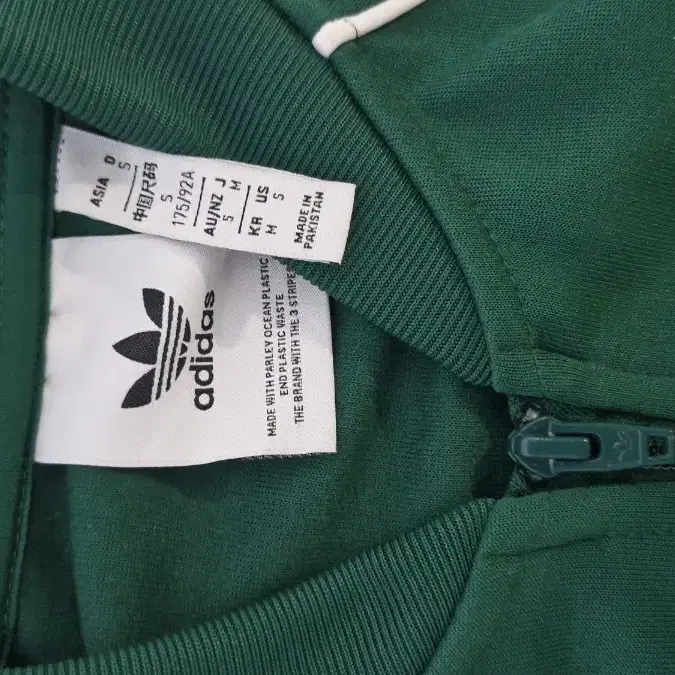 ASIA D
S
中国尺码
S
175/92A
AU/NZ J
S M
KR US
M S
MADE IN
PAKISTAN
adidas
MADE WITH PARLEY OCEAN PLASTIC
END PLASTIC WASTE
THE BRAND WITH THE 3 STRIPES